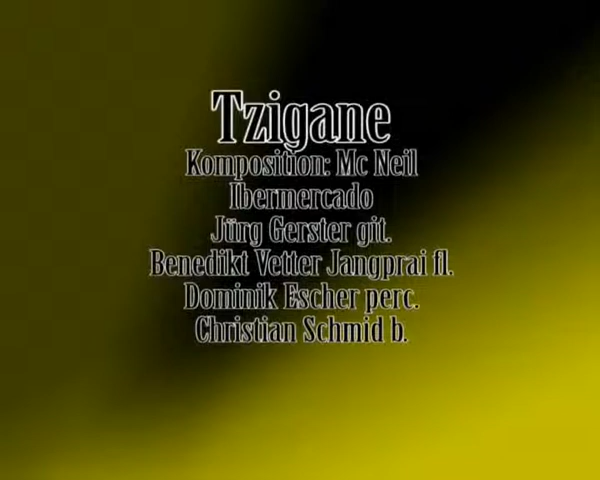 Tzigane
Komposition: Mc Neil
Ibermercado
Jürg Gerster git.
Benedikt Vetter Jangprai fl.
Dominik Escher perc.
Christian Schmid b.